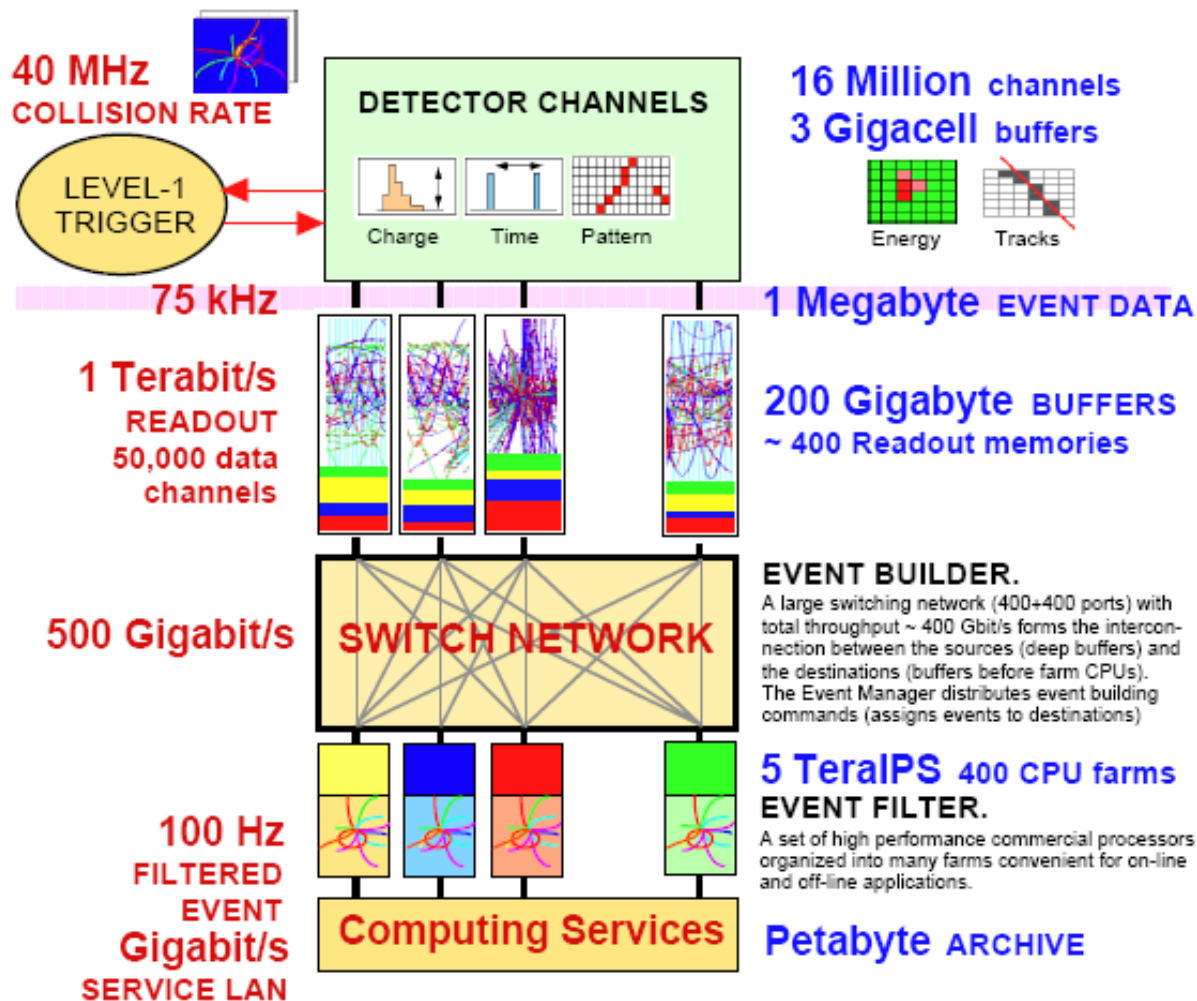 40 MHz
COLLISION RATE
LEVEL-1
TRIGGER
DETECTOR CHANNELS
Charge
Time
Pattern
16 Million channels
3 Gigacell buffers
Energy
Tracks
75 kHz
1 Megabyte EVENT DATA
1 Terabit/s
READOUT
50,000 data
channels
200 Gigabyte BUFFERS
~ 400 Readout memories
500 Gigabit/s
SWITCH NETWORK
EVENT BUILDER.
A large switching network (400+400 ports) with
total throughput ~ 400 Gbit/s forms the intercon-
nection between the sources (deep buffers) and
the destinations (buffers before farm CPUs).
The Event Manager distributes event building
commands (assigns events to destinations)
5 TeraIPS 400 CPU farms
EVENT FILTER.
A set of high performance commercial processors
organized into many farms convenient for on-line
and off-line applications.
100 Hz
FILTERED
EVENT
Gigabit/s
SERVICE LAN
Computing Services
Petabyte ARCHIVE